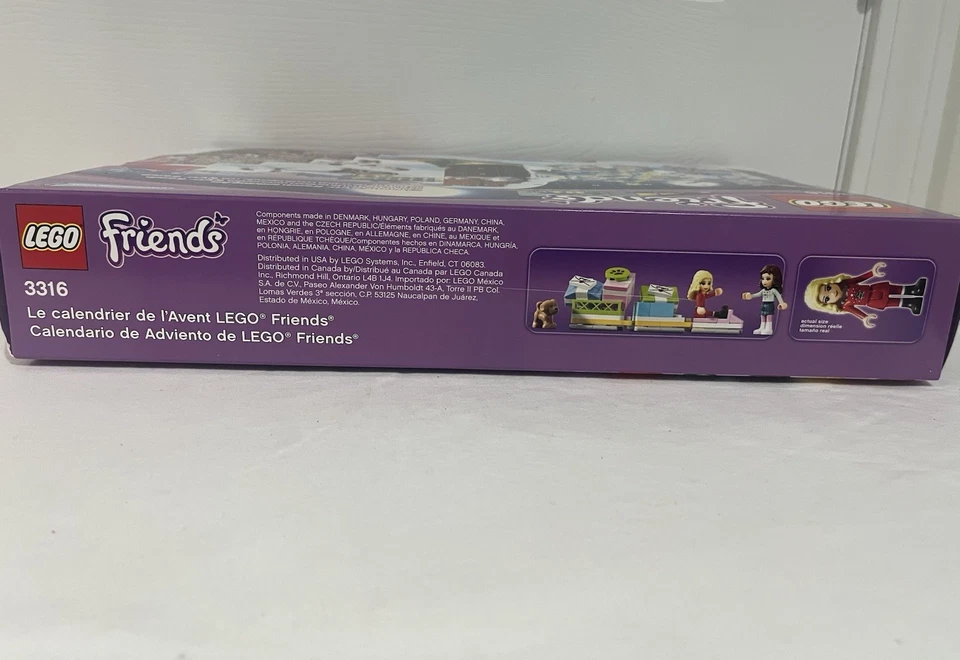 LEGO
Friends
3316
Le calendrier de l'Avent LEGO® Friends®
Calendario de Adviento de LEGO® Friends®
Components made in DENMARK, HUNGARY, POLAND, GERMANY, CHINA,
MEXICO and the CZECH REPUBLIC/Eléments fabriqués au DANEMARK,
en HONGRIE, en POLOGNE, en ALLEMAGNE, en CHINE, au MEXIQUE et
en RÉPUBLIQUE TCHÈQUE/Componentes hechos en DINAMARCA, HUNGRÍA,
POLONIA, ALEMANIA, CHINA, MÉXICO y la REPÚBLICA CHECA.
Distributed in USA by LEGO Systems, Inc., Enfield, CT 06083.
Distributed in Canada by/Distribué au Canada par LEGO Canada
Inc., Richmond Hill, Ontario L4B 1J4. Importado por: LEGO México
S.A. de C.V., Paseo Alexander Von Humboldt 43-A, Torre II PB Col.
Lomas Verdes 3ª sección, C.P. 53125 Naucalpan de Juárez,
Estado de México, México.
actual size
dimension réelle
tamaño real
Friends
LEGO